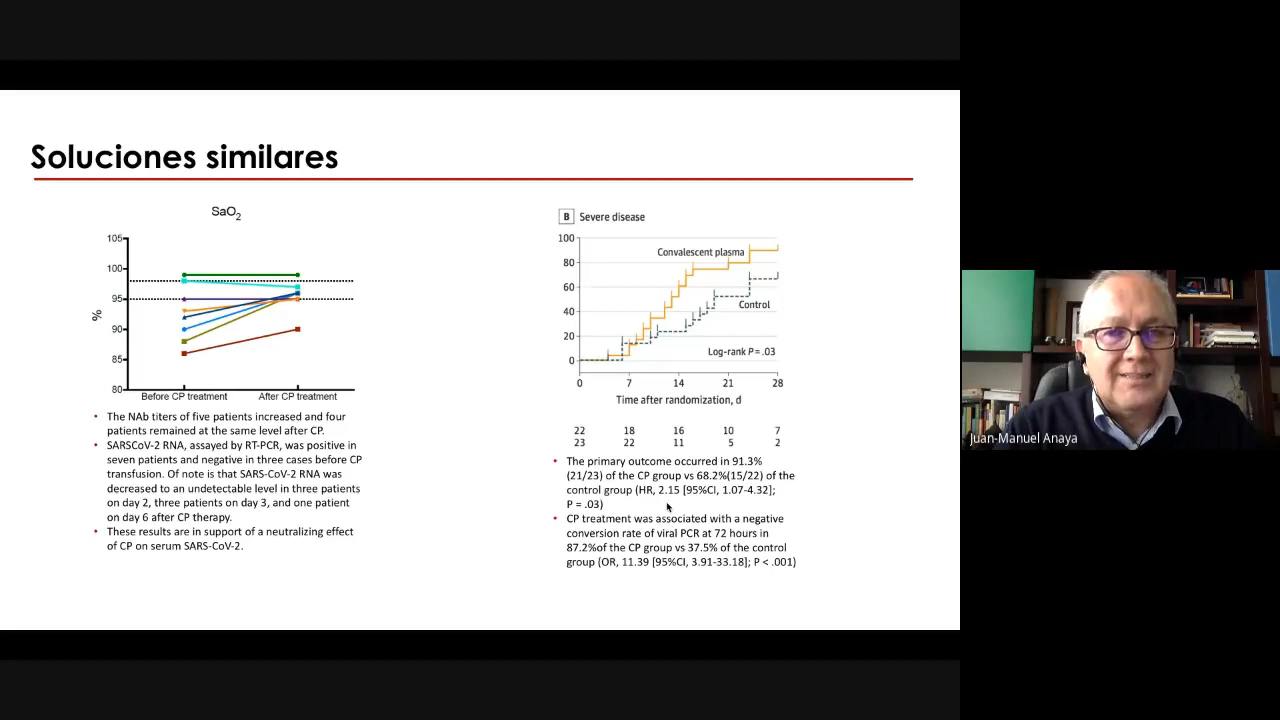 Soluciones similares
SaO2
105
100
95
90
85
80
%
Before CP treatment
After CP treatment
• The NAb titers of five patients increased and four
patients remained at the same level after CP.
• SARSCoV-2 RNA, assayed by RT-PCR, was positive in
seven patients and negative in three cases before CP
transfusion. Of note is that SARS-CoV-2 RNA was
decreased to an undetectable level in three patients
on day 2, three patients on day 3, and one patient
on day 6 after CP therapy.
• These results are in support of a neutralizing effect
of CP on serum SARS-CoV-2.
B Severe disease
100
80
60
40
20
0
Convalescent plasma
Control
Log-rank P = .03
0 7 14 21 28
Time after randomization, d
22 18 16 10 7
23 22 11 5 2
• The primary outcome occurred in 91.3%
(21/23) of the CP group vs 68.2%(15/22) of the
control group (HR, 2.15 [95%CI, 1.07-4.32];
P = .03)
• CP treatment was associated with a negative
conversion rate of viral PCR at 72 hours in
87.2%of the CP group vs 37.5% of the control
group (OR, 11.39 [95%CI, 3.91-33.18]; P < .001)
Juan-Manuel Anaya